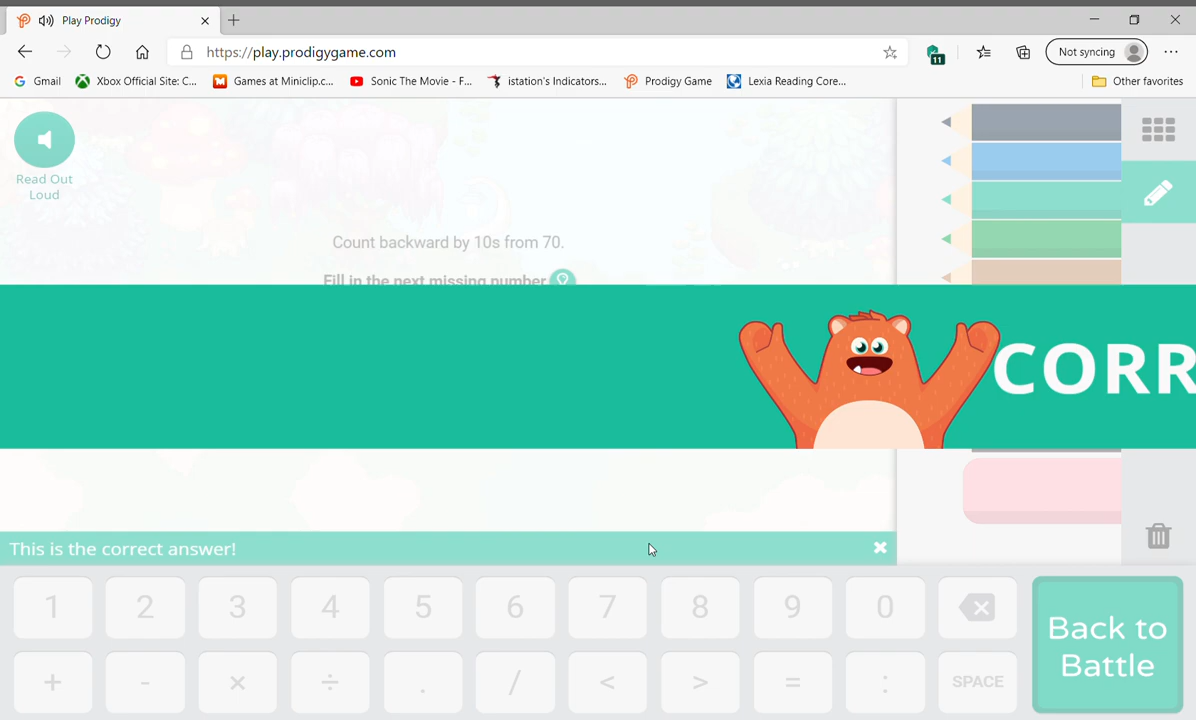 Play Prodigy
https://play.prodigygame.com
11
Not syncing
Gmail
Xbox Official Site: C...
Games at Miniclip.c...
Sonic The Movie - F...
istation's Indicators...
Prodigy Game
Lexia Reading Core...
Other favorites
Read Out
Loud
Count backward by 10s from 70.
Fill in the next missing number
CORR
This is the correct answer!
1 2 3 4 5 6 7 8 9 0
+ - × ÷ . / < > = : SPACE
Back to
Battle